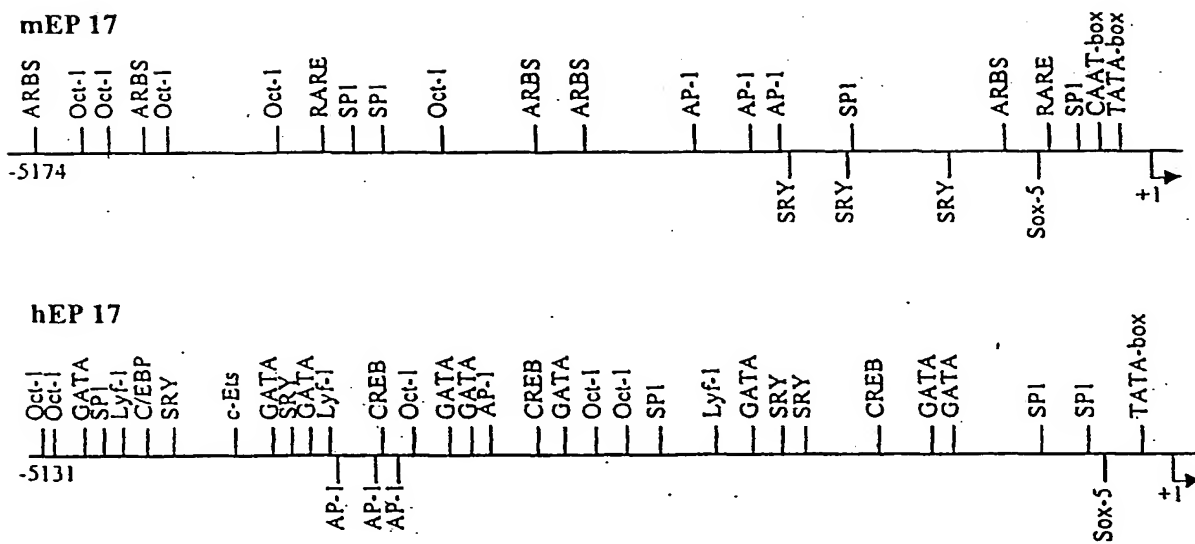 mEP 17
ARBS
Oct-1
Oct-1
ARBS
Oct-1
Oct-1
RARE
SP1
SP1
Oct-1
ARBS
ARBS
AP-1
AP-1
AP-1
SP1
ARBS
RARE
SP1
CAAT-box
TATA-box
-5174
SRY
SRY
SRY
Sox-5
+1
hEP 17
Oct-1
Oct-1
GATA
SP1
Lyf-1
C/EBP
SRY
c-Ets
GATA
SRY
GATA
Lyf-1
CREB
Oct-1
GATA
GATA
AP-1
CREB
GATA
Oct-1
Oct-1
SP1
Lyf-1
GATA
SRY
SRY
CREB
GATA
GATA
SP1
SP1
TATA-box
-5131
AP-1
AP-1
AP-1
Sox-5
+1